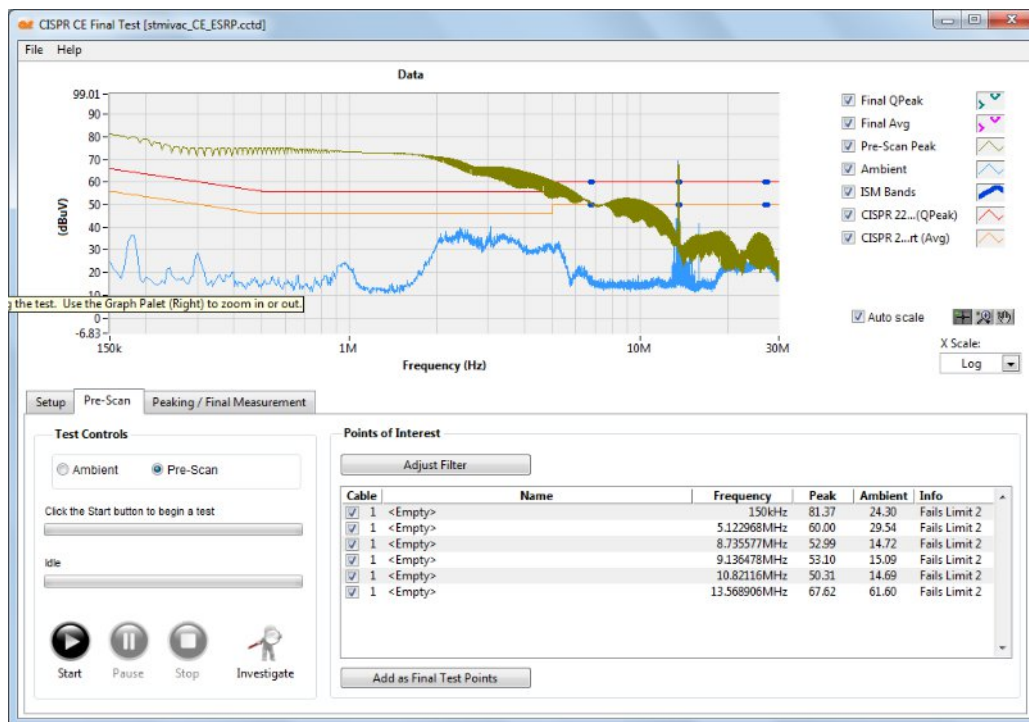 CISPR CE Final Test [stmivac_CE_ESRP.cctd]
File Help
Data
99.01
90
80
70
60
50
40
30
20
10
0
-6.83
(dBuV)
150k 1M 10M 30M
Frequency (Hz)
g the test. Use the Graph Palet (Right) to zoom in or out.
Final QPeak
Final Avg
Pre-Scan Peak
Ambient
ISM Bands
CISPR 22...(QPeak)
CISPR 2...rt (Avg)
Auto scale
X Scale:
Log
Setup Pre-Scan Peaking / Final Measurement
Test Controls
Ambient Pre-Scan
Click the Start button to begin a test
Idle
Start Pause Stop Investigate
Points of Interest
Adjust Filter
Cable Name Frequency Peak Ambient Info
1 <Empty> 150kHz 81.37 24.30 Fails Limit 2
1 <Empty> 5.122968MHz 60.00 29.54 Fails Limit 2
1 <Empty> 8.735577MHz 52.99 14.72 Fails Limit 2
1 <Empty> 9.136478MHz 53.10 15.09 Fails Limit 2
1 <Empty> 10.82116MHz 50.31 14.69 Fails Limit 2
1 <Empty> 13.568906MHz 67.62 61.60 Fails Limit 2
Add as Final Test Points